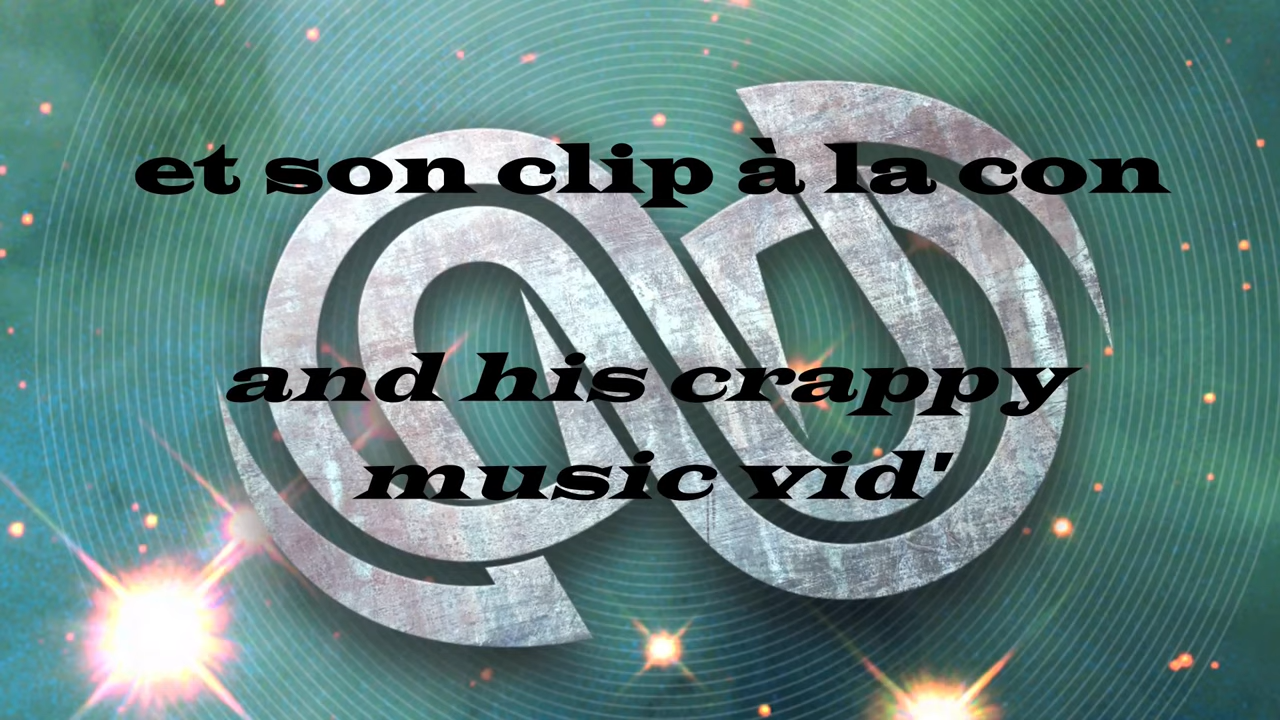 et son clip à la con
and his crappy
music vid'